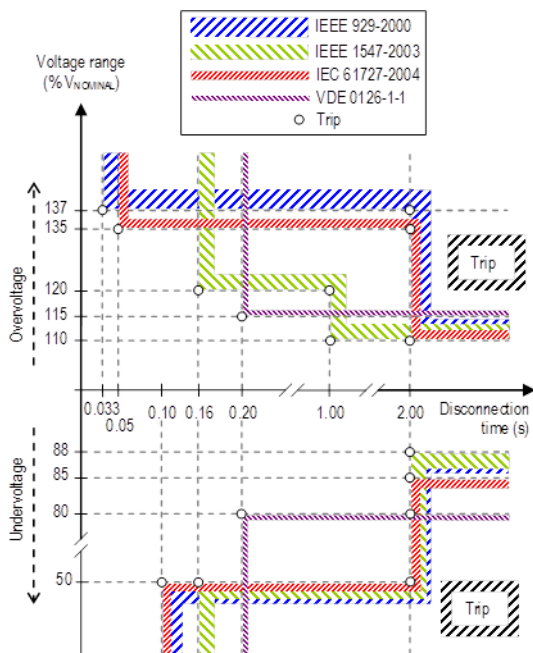 IEEE 929-2000
IEEE 1547-2003
IEC 61727-2004
VDE 0126-1-1
Trip
Voltage range
(% VNOMINAL)
137
135
120
115
110
Overvoltage
Trip
0.033
0.05
0.10
0.16
0.20
1.00
2.00
Disconnection
time (s)
88
85
80
50
Undervoltage
Trip